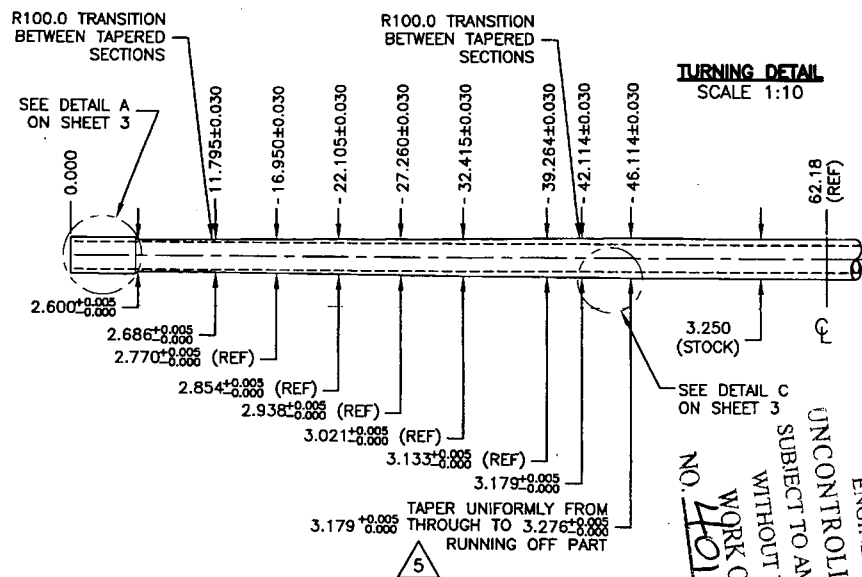 R100.0 TRANSITION
BETWEEN TAPERED
SECTIONS
R100.0 TRANSITION
BETWEEN TAPERED
SECTIONS
TURNING DETAIL
SCALE 1:10
SEE DETAIL A
ON SHEET 3
0.000
11.795±0.030
16.950±0.030
22.105±0.030
27.260±0.030
32.415±0.030
39.264±0.030
42.114±0.030
46.114±0.030
62.18
(REF)
2.600+0.005 -0.000
2.686+0.005 -0.000
2.770+0.005 -0.000 (REF)
2.854+0.005 -0.000 (REF)
2.938+0.005 -0.000 (REF)
3.021+0.005 -0.000 (REF)
3.133+0.005 -0.000 (REF)
3.179+0.005 -0.000
3.250
(STOCK)
SEE DETAIL C
ON SHEET 3
TAPER UNIFORMLY FROM
3.179 +0.005 -0.000 THROUGH TO 3.276+0.005 -0.000
RUNNING OFF PART
5
UNCONTROLL
SUBJECT TO AM
WITHOUT
WORK O
NO. 401